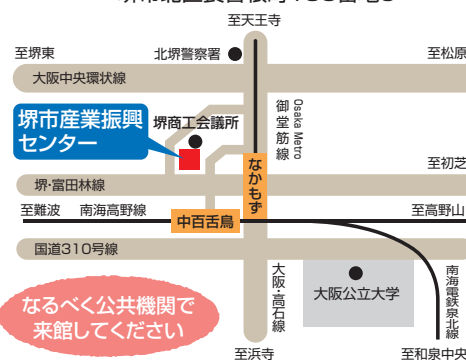 至天王寺
至堺東
北堺警察署
至松原
大阪中央環状線
堺市産業振興
センター
堺商工会議所
Osaka Metro
御堂筋線
なかもず
堺・富田林線
至初芝
至難波
南海高野線
中百舌鳥
至高野山
国道310号線
大阪・高石線
大阪公立大学
南海電鉄泉北線
なるべく公共機関で
来館してください
至浜寺
至和泉中央